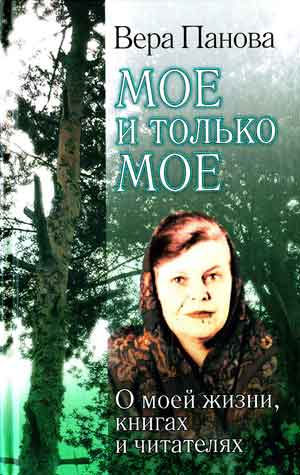 Вера Панова
МОЕ
И ТОЛЬКО
МОЕ
О моей жизни,
книгах
и читателях